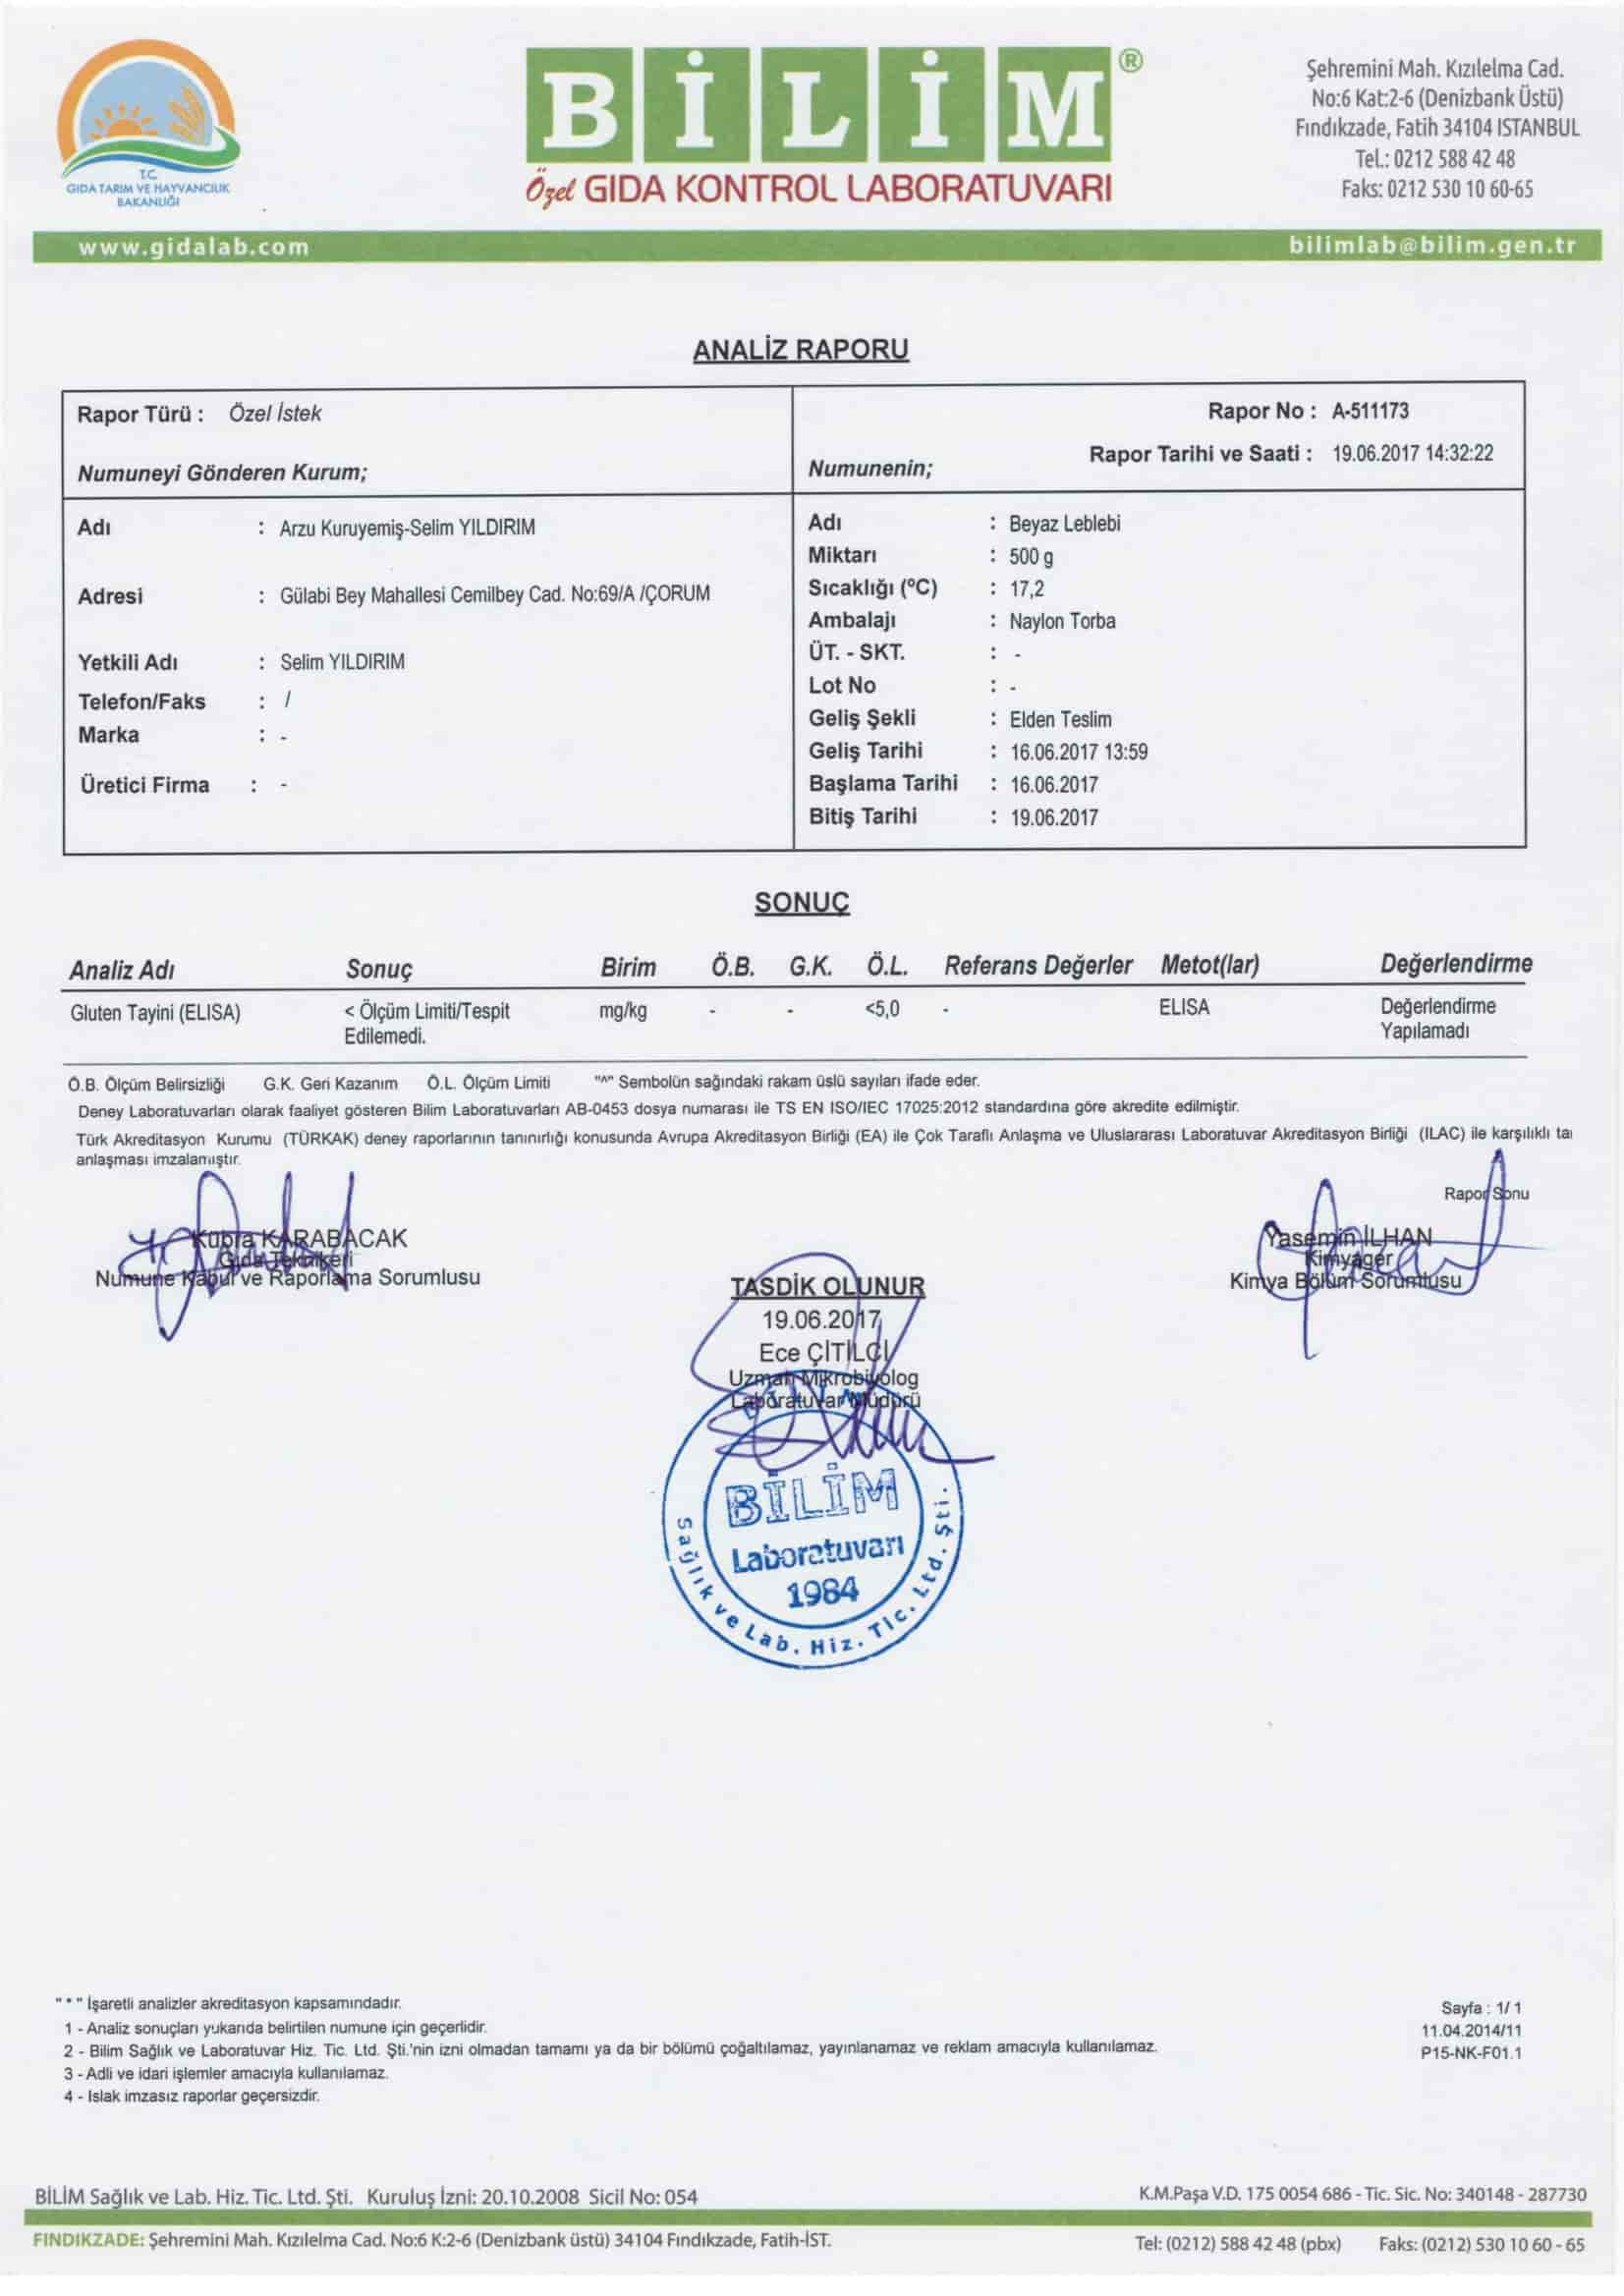 T.C.
GIDA TARIM VE HAYVANCILIK
BAKANLIĞI
BİLİM®
Özel GIDA KONTROL LABORATUVARI
Şehremini Mah. Kızılelma Cad.
No:6 Kat:2-6 (Denizbank Üstü)
Fındıkzade, Fatih 34104 ISTANBUL
Tel.: 0212 588 42 48
Faks: 0212 530 10 60-65
www.gidalab.com
bilimlab@bilim.gen.tr
ANALİZ RAPORU
Rapor Türü : Özel İstek
Numuneyi Gönderen Kurum;
Rapor No : A-511173
Rapor Tarihi ve Saati : 19.06.2017 14:32:22
Numunenin;
Adı : Arzu Kuruyemiş-Selim YILDIRIM
Adresi : Gülabi Bey Mahallesi Cemilbey Cad. No:69/A /ÇORUM
Yetkili Adı : Selim YILDIRIM
Telefon/Faks : /
Marka : -
Üretici Firma : -
Adı : Beyaz Leblebi
Miktarı : 500 g
Sıcaklığı (ºC) : 17,2
Ambalajı : Naylon Torba
ÜT. - SKT. : -
Lot No : -
Geliş Şekli : Elden Teslim
Geliş Tarihi : 16.06.2017 13:59
Başlama Tarihi : 16.06.2017
Bitiş Tarihi : 19.06.2017
SONUÇ
Analiz Adı Sonuç Birim Ö.B. G.K. Ö.L. Referans Değerler Metot(lar) Değerlendirme
Gluten Tayini (ELISA) < Ölçüm Limiti/Tespit mg/kg - - <5,0 - ELISA Değerlendirme
Edilemedi. Yapılamadı
Ö.B. Ölçüm Belirsizliği G.K. Geri Kazanım Ö.L. Ölçüm Limiti "^" Sembolün sağındaki rakam üslü sayıları ifade eder.
Deney Laboratuvarları olarak faaliyet gösteren Bilim Laboratuvarları AB-0453 dosya numarası ile TS EN ISO/IEC 17025:2012 standardına göre akredite edilmiştir.
Türk Akreditasyon Kurumu (TÜRKAK) deney raporlarının tanınırlığı konusunda Avrupa Akreditasyon Birliği (EA) ile Çok Taraflı Anlaşma ve Uluslararası Laboratuvar Akreditasyon Birliği (ILAC) ile karşılıklı ta
anlaşması imzalamıştır.
Rapor Sonu
Kübra KARABACAK
Gıda Teknikeri
Numune Kabul ve Raporlama Sorumlusu
Yasemin İLHAN
Kimyager
Kimya Bölüm Sorumlusu
TASDİK OLUNUR
19.06.2017
Ece ÇİTİLCİ
Uzman Mikrobiyolog
Laboratuvar Müdürü
BİLİM
Laboratuvarı
1984
Sağlık ve Lab. Hiz. Tic. Ltd. Şti.
" * " İşaretli analizler akreditasyon kapsamındadır.
1 - Analiz sonuçları yukarıda belirtilen numune için geçerlidir.
2 - Bilim Sağlık ve Laboratuvar Hiz. Tic. Ltd. Şti.'nin izni olmadan tamamı ya da bir bölümü çoğaltılamaz, yayınlanamaz ve reklam amacıyla kullanılamaz.
3 - Adli ve idari işlemler amacıyla kullanılamaz.
4 - Islak imzasız raporlar geçersizdir.
Sayfa : 1/ 1
11.04.2014/11
P15-NK-F01.1
BİLİM Sağlık ve Lab. Hiz. Tic. Ltd. Şti. Kuruluş İzni: 20.10.2008 Sicil No: 054
K.M.Paşa V.D. 175 0054 686 - Tic. Sic. No: 340148 - 287730
FINDIKZADE: Şehremini Mah. Kızılelma Cad. No:6 K:2-6 (Denizbank üstü) 34104 Fındıkzade, Fatih-İST.
Tel: (0212) 588 42 48 (pbx) Faks: (0212) 530 10 60 - 65